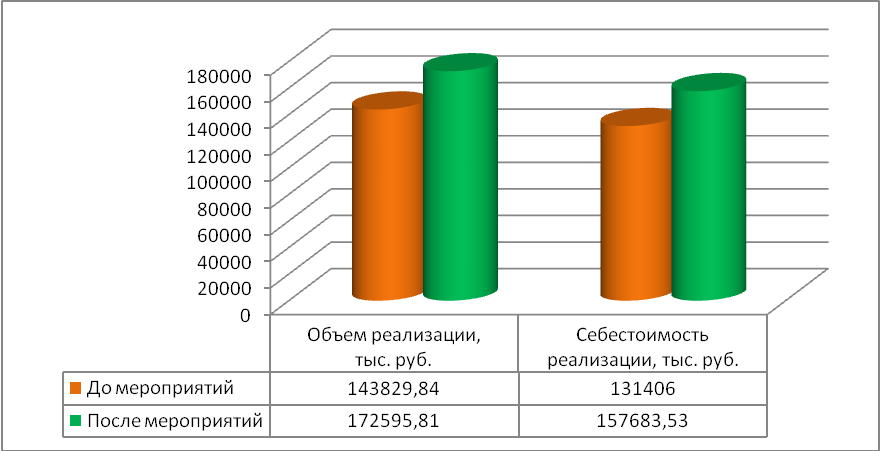 180000
160000
140000
120000
100000
80000
60000
40000
20000
0
Объем реализации,
тыс. руб.
Себестоимость
реализации, тыс. руб.
До мероприятий 143829,84 131406
После мероприятий 172595,81 157683,53